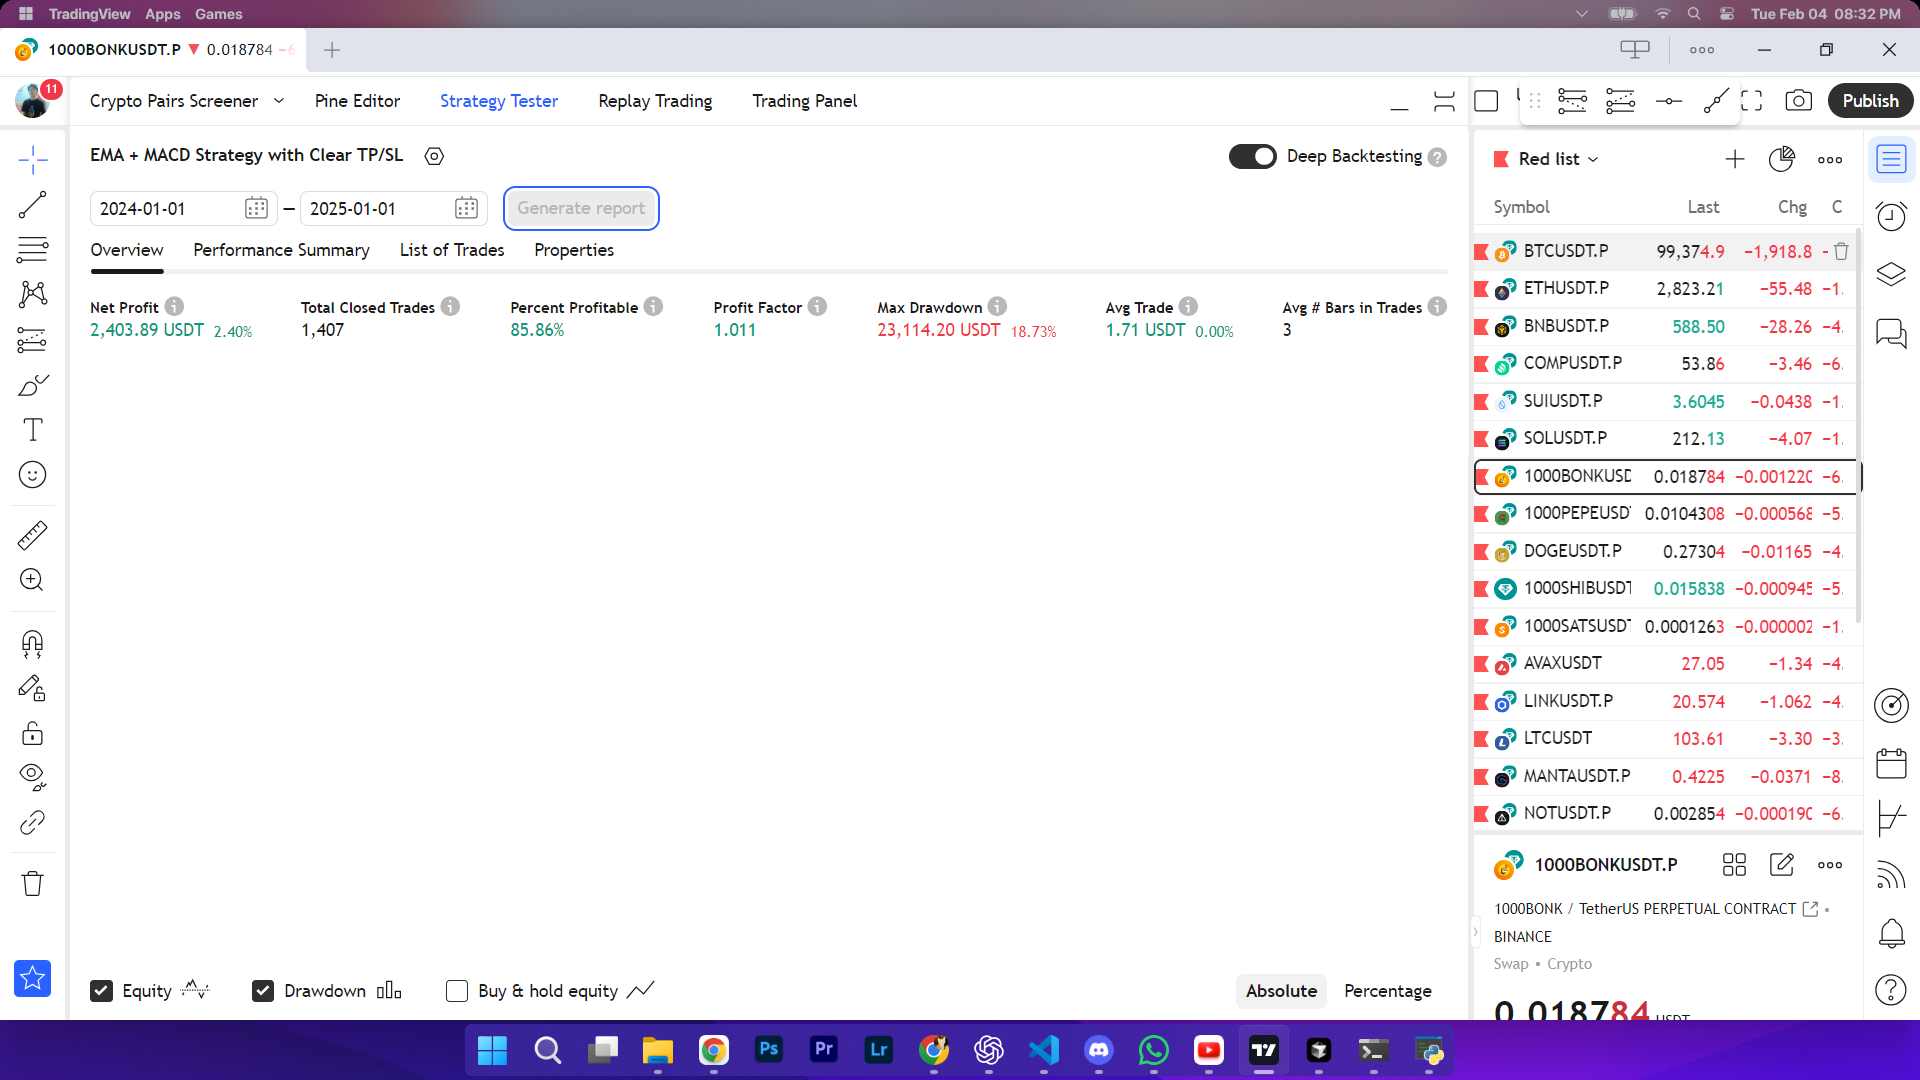 TradingView Apps Games Tue Feb 04 08:32 PM
1000BONKUSDT.P 0.018784 −6
11 Crypto Pairs Screener Pine Editor Strategy Tester Replay Trading Trading Panel Publish
EMA + MACD Strategy with Clear TP/SL Deep Backtesting ?
2024-01-01 — 2025-01-01 Generate report
Overview Performance Summary List of Trades Properties
Net Profit Total Closed Trades Percent Profitable Profit Factor Max Drawdown Avg Trade Avg # Bars in Trades
2,403.89 USDT 2.40% 1,407 85.86% 1.011 23,114.20 USDT 18.73% 1.71 USDT 0.00% 3
Equity Drawdown Buy & hold equity Absolute Percentage
Red list
Symbol Last Chg C
BTCUSDT.P 99,374.9 −1,918.8 -
ETHUSDT.P 2,823.21 −55.48 −1.
BNBUSDT.P 588.50 −28.26 −4.
COMPUSDT.P 53.86 −3.46 −6.
SUIUSDT.P 3.6045 −0.0438 −1.
SOLUSDT.P 212.13 −4.07 −1.
1000BONKUSD 0.018784 −0.001220 −6.
1000PEPEUSDT 0.0104308 −0.000568 −5.
DOGEUSDT.P 0.27304 −0.01165 −4.
1000SHIBUSDT 0.015838 −0.000945 −5.
1000SATSUSDT 0.0001263 −0.000002 −1.
AVAXUSDT 27.05 −1.34 −4.
LINKUSDT.P 20.574 −1.062 −4.
LTCUSDT 103.61 −3.30 −3.
MANTAUSDT.P 0.4225 −0.0371 −8.
NOTUSDT.P 0.002854 −0.000190 −6.
1000BONKUSDT.P
1000BONK / TetherUS PERPETUAL CONTRACT •
BINANCE
Swap • Crypto
0.018784 USDT
Ps Pr Lr